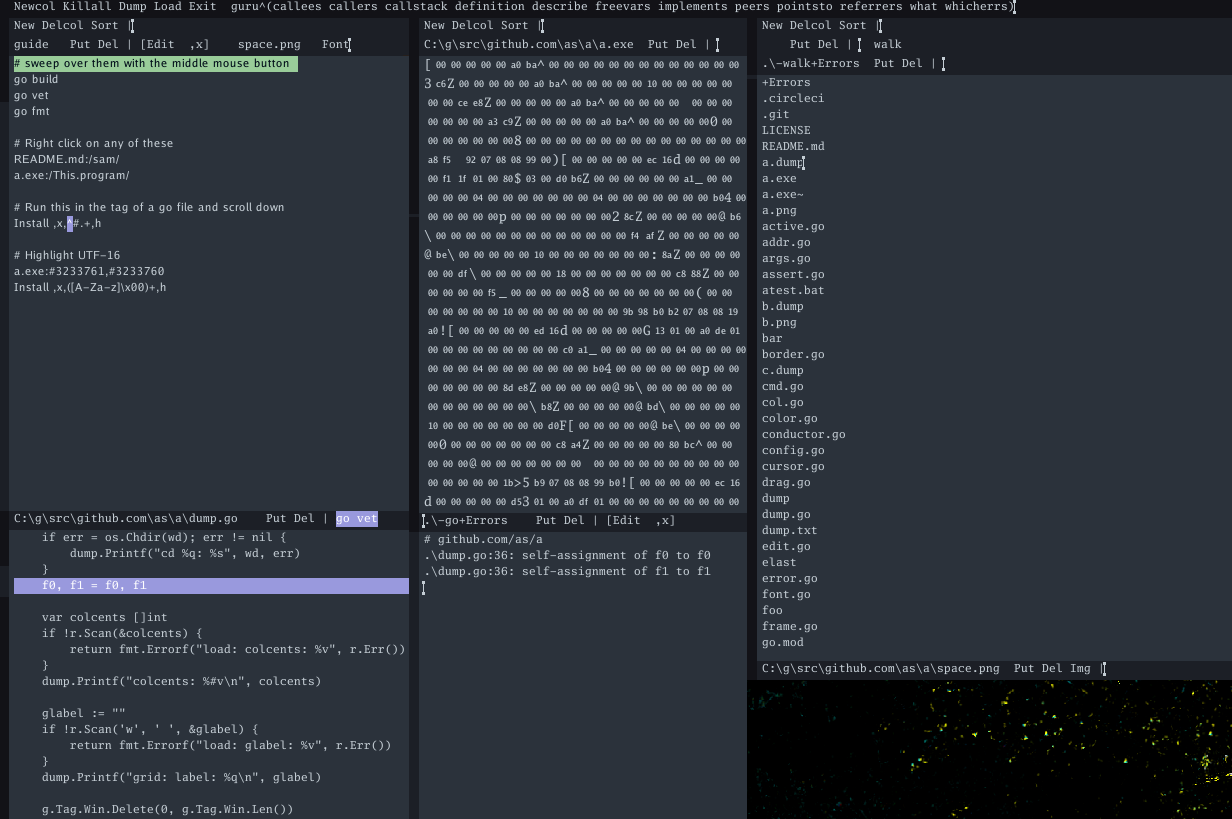 Newcol Killall Dump Load Exit  guru^(callees callers callstack definition describe freevars implements peers pointsto referrers what whicherrs)
New Delcol Sort |
guide   Put Del | [Edit  ,x]    space.png   Font
# sweep over them with the middle mouse button
go build
go vet
go fmt
# Right click on any of these
README.md:/sam/
a.exe:/This.program/
# Run this in the tag of a go file and scroll down
Install ,x,^#.+,h
# Highlight UTF-16
a.exe:#3233761,#3233760
Install ,x,([A-Za-z]\x00)+,h
C:\g\src\github.com\as\a\dump.go    Put Del | go vet
if err = os.Chdir(wd); err != nil {
dump.Printf("cd %q: %s", wd, err)
}
f0, f1 = f0, f1
var colcents []int
if !r.Scan(&colcents) {
return fmt.Errorf("load: colcents: %v", r.Err())
}
dump.Printf("colcents: %#v\n", colcents)
glabel := ""
if !r.Scan('w', ' ', &glabel) {
return fmt.Errorf("load: glabel: %v", r.Err())
}
dump.Printf("grid: label: %q\n", glabel)
g.Tag.Win.Delete(0, g.Tag.Win.Len())
New Delcol Sort |
C:\g\src\github.com\as\a\a.exe  Put Del |
[ 00 00 00 00 00 a0 ba^ 00 00 00 00 00 00 00 00 00 00 00
3 c6Z 00 00 00 00 00 a0 ba^ 00 00 00 00 00 10 00 00 00 00
00 00 ce e8Z 00 00 00 00 00 a0 ba^ 00 00 00 00  00 00 00
00 00 00 00 a3 c9Z 00 00 00 00 00 a0 ba^ 00 00 00 00 000 00
00 00 00 00 00 00 008 00 00 00 00 00 00 00 00 00 00 00 00 00
a8 f5  92 07 08 08 99 00)[ 00 00 00 00 00 ec 16d 00 00 00 00
00 f1 1f 01 00 80$ 03 00 d0 b6Z 00 00 00 00 00 a1_ 00 00 00
00 00 00 04 00 00 00 00 00 00 00 00 00 00 00 00 00 00 b04 00
00 00 00 00 00p 00 00 00 00 00 00 002 8cZ 00 00 00 00 00@ b6
\ 00 00 00 00 00 00 00 00 00 00 00 00 f4 afZ 00 00 00 00 00
@ be\ 00 00 00 00 00 10 00 00 00 00 00 00 00: 8aZ 00 00 00
00 00 df\ 00 00 00 00 00 18 00 00 00 00 00 00 00 c8 88Z 00 00
00 00 00 00 f5_ 00 00 00 00 008 00 00 00 00 00 00 00( 00 00
00 00 00 00 00 10 00 00 00 00 00 00 00 9b 98 b0 b2 07 08 08 19
a0![ 00 00 00 00 00 ed 16d 00 00 00 00 00G 13 01 00 a0 de 01
00 00 00 00 00 00 00 00 00 c0 a1_ 00 00 00 00 00 04 00 00 00
00 00 00 04 00 00 00 00 00 00 00 b04 00 00 00 00 00 00p 00 00
00 00 00 00 00 8d e8Z 00 00 00 00 00@ 9b\ 00 00 00 00 00 00
00 00 00 00 00 00 00\ b8Z 00 00 00 00 00@ bd\ 00 00 00 00 00
10 00 00 00 00 00 00 00 d0F[ 00 00 00 00 00@ be\ 00 00 00 00
000 00 00 00 00 00 00 00 c8 a4Z 00 00 00 00 00 80 bc^ 00 00
00 00 00@ 00 00 00 00 00 00 00  00 00 00 00 00 00 00 00 00 00
00 00 00 00 00 1b>5 b9 07 08 08 99 b0![ 00 00 00 00 00 ec 16
d 00 00 00 00 00 d53 01 00 a0 df 01 00 00 00 00 00 00 00 00 00
.\-go+Errors    Put Del | [Edit  ,x]
# github.com/as/a
.\dump.go:36: self-assignment of f0 to f0
.\dump.go:36: self-assignment of f1 to f1
New Delcol Sort |
Put Del |  walk
.\-walk+Errors  Put Del |
+Errors
.circleci
.git
LICENSE
README.md
a.dump
a.exe
a.exe~
a.png
active.go
addr.go
args.go
assert.go
atest.bat
b.dump
b.png
bar
border.go
c.dump
cmd.go
col.go
color.go
conductor.go
config.go
cursor.go
drag.go
dump
dump.go
dump.txt
edit.go
elast
error.go
font.go
foo
frame.go
go.mod
C:\g\src\github.com\as\a\space.png  Put Del Img |